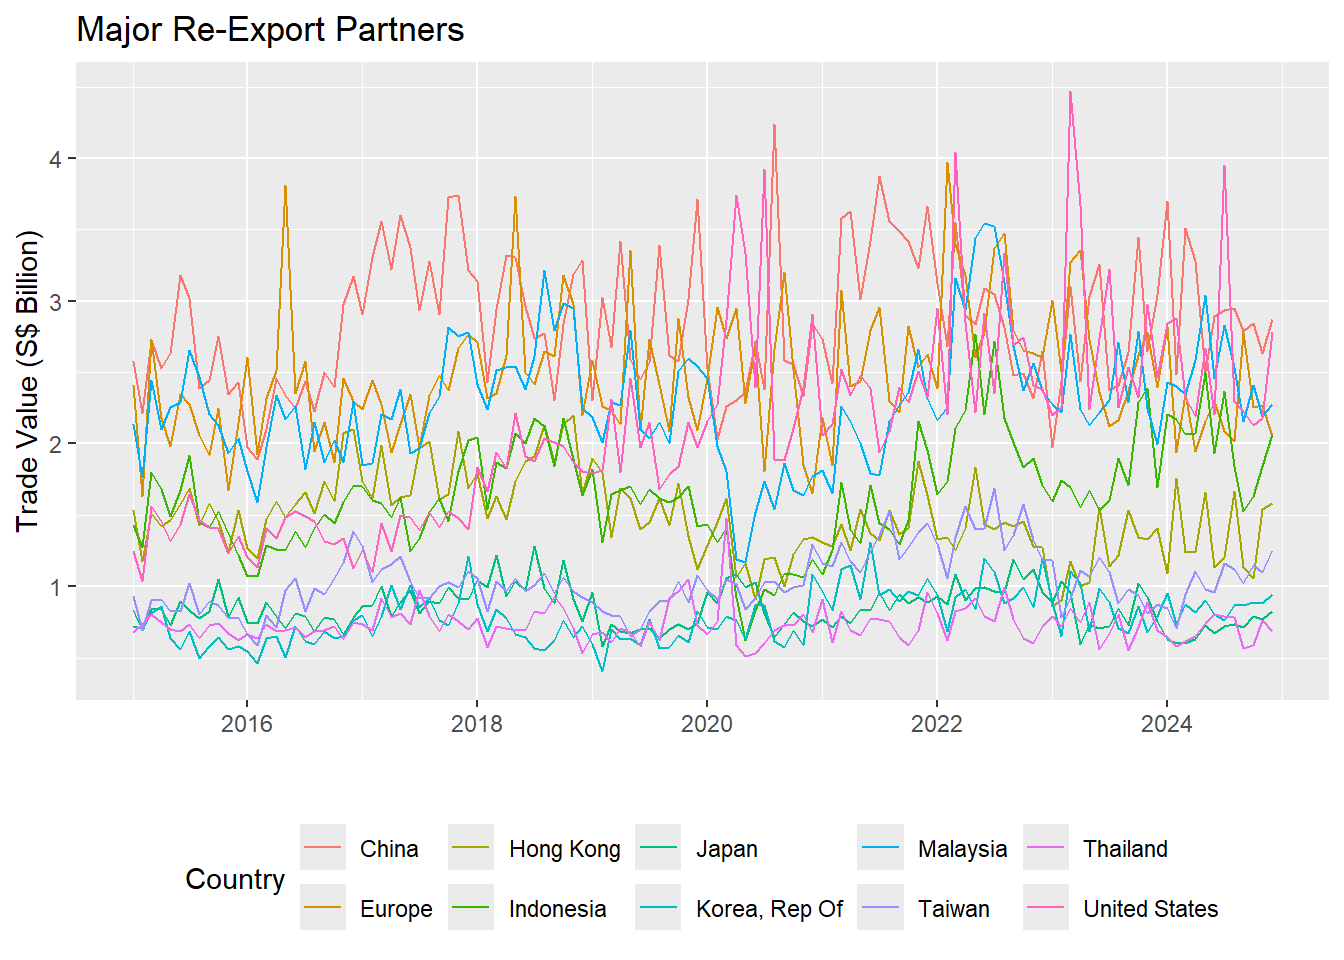 Major Re-Export Partners
Trade Value (S$ Billion)
4
3
2
1
2016 2018 2020 2022 2024
Country
China Hong Kong Japan Malaysia Thailand
Europe Indonesia Korea, Rep Of Taiwan United States